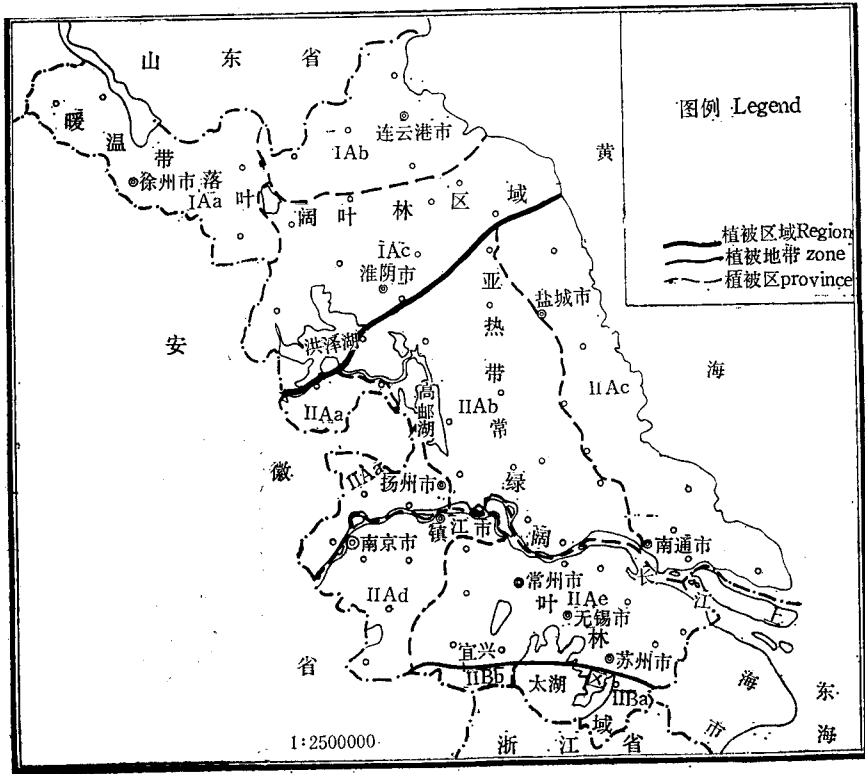 山东省
图例 Legend
植被区域Region
植被地带 zone
植被区province
黄
海
暖温带落叶阔叶林区域
连云港市
IAb
徐州市
IAa
IAc
淮阴市
亚热带常绿阔叶林区域
盐城市
洪泽湖
安
徽
省
IIAa
高邮湖
IIAb
IIAc
IIAa
扬州市
镇江市
南京市
南通市
长江
常州市
IIAd
IIAe
无锡市
宜兴
苏州市
IIBb
太湖
IIBa
海
市
东
海
1:2500000
浙江省